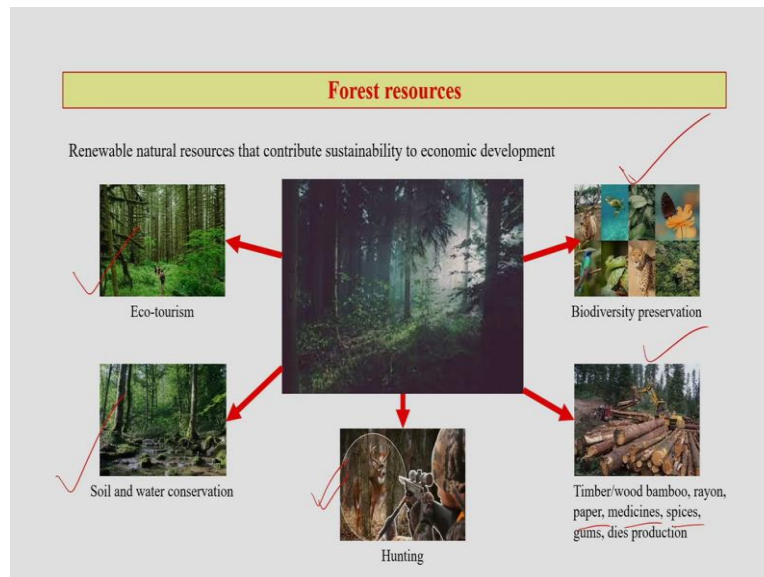 Forest resources
Renewable natural resources that contribute sustainability to economic development
Eco-tourism
Biodiversity preservation
Soil and water conservation
Timber/wood bamboo, rayon,
paper, medicines, spices,
gums, dies production
Hunting